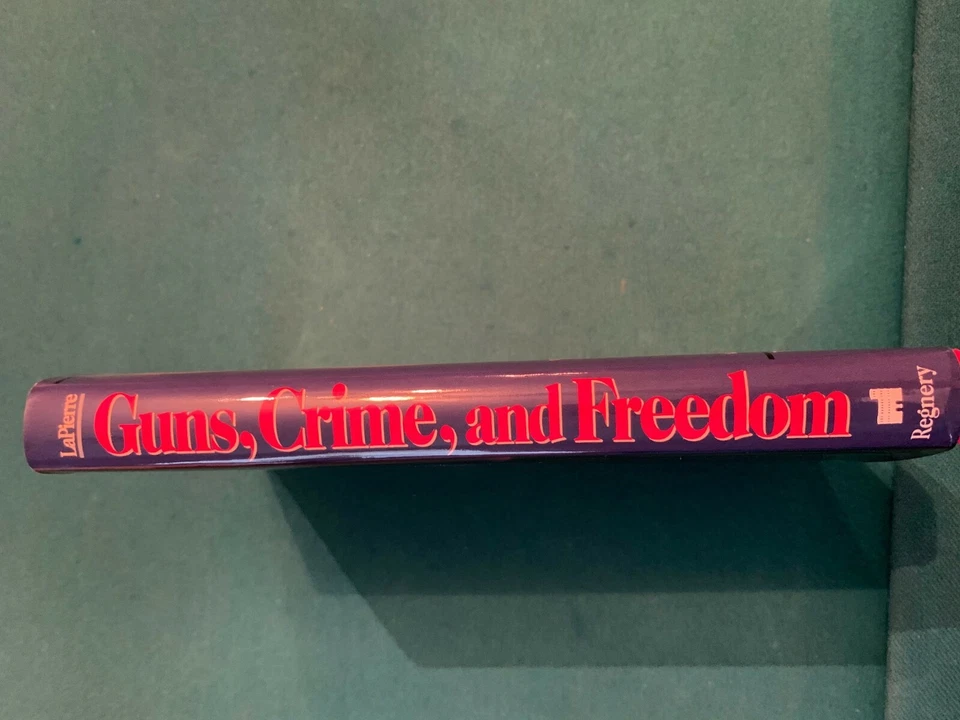 LaPierre
Guns, Crime, and Freedom
Regnery